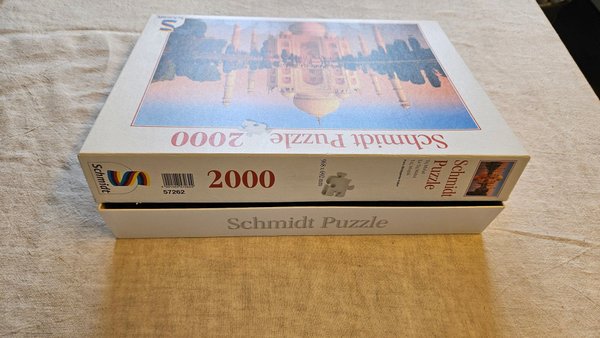 Schmidt Puzzle 2000
Schmidt
57262
2000
Schmidt
Puzzle
Schmidt Puzzle